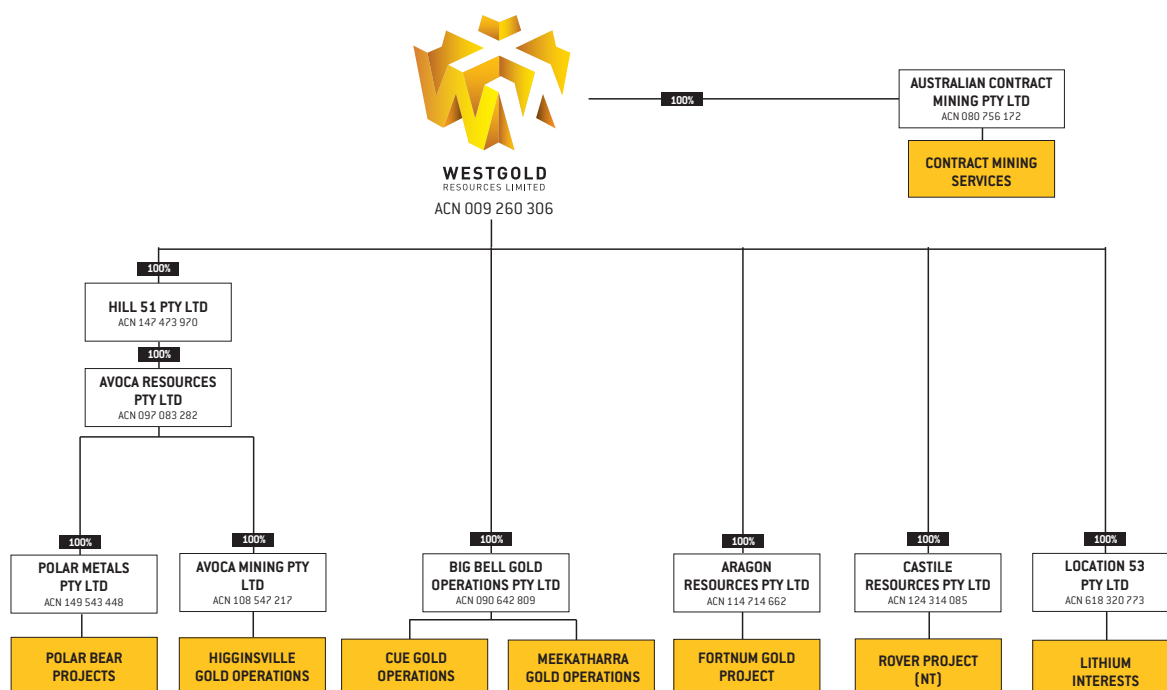 WESTGOLD
RESOURCES LIMITED
ACN 009 260 306
100%
AUSTRALIAN CONTRACT
MINING PTY LTD
ACN 080 756 172
CONTRACT MINING
SERVICES
100%
HILL 51 PTY LTD
ACN 147 473 970
100%
AVOCA RESOURCES
PTY LTD
ACN 097 083 282
100%
POLAR METALS
PTY LTD
ACN 149 543 448
POLAR BEAR
PROJECTS
100%
AVOCA MINING PTY
LTD
ACN 108 547 217
HIGGINSVILLE
GOLD OPERATIONS
100%
BIG BELL GOLD
OPERATIONS PTY LTD
ACN 090 642 809
CUE GOLD
OPERATIONS
MEEKATHARRA
GOLD OPERATIONS
100%
ARAGON
RESOURCES PTY LTD
ACN 114 714 662
FORTNUM GOLD
PROJECT
100%
CASTILE
RESOURCES PTY LTD
ACN 124 314 085
ROVER PROJECT
(NT)
100%
LOCATION 53
PTY LTD
ACN 618 320 773
LITHIUM
INTERESTS